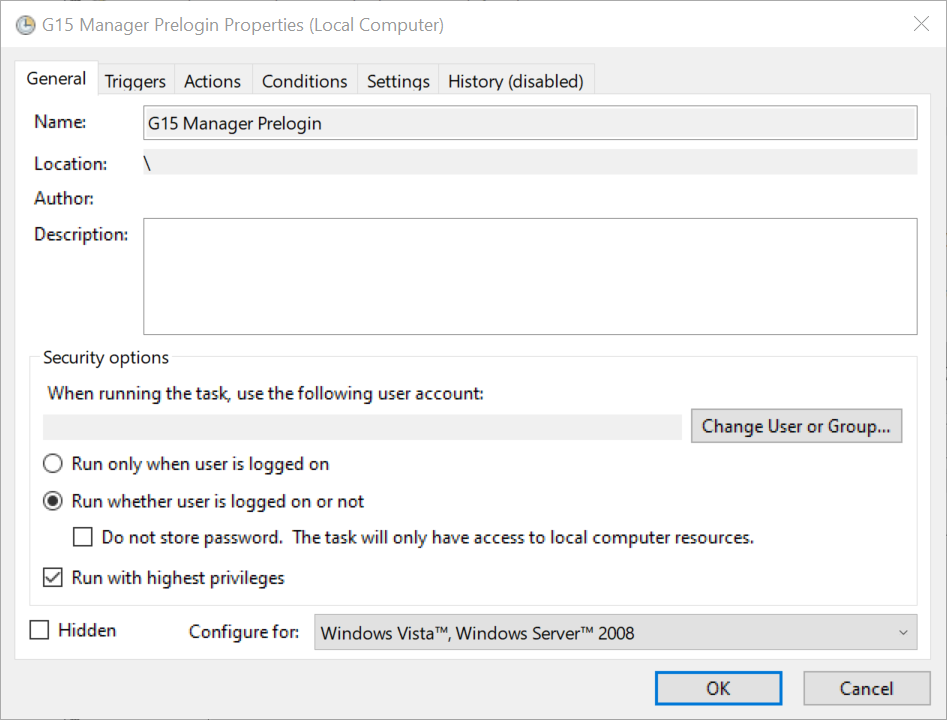 G15 Manager Prelogin Properties (Local Computer)
General Triggers Actions Conditions Settings History (disabled)
Name: G15 Manager Prelogin
Location: \
Author:
Description:
Security options
When running the task, use the following user account:
Change User or Group...
Run only when user is logged on
Run whether user is logged on or not
Do not store password.  The task will only have access to local computer resources.
Run with highest privileges
Hidden Configure for: Windows Vista™, Windows Server™ 2008
OK Cancel